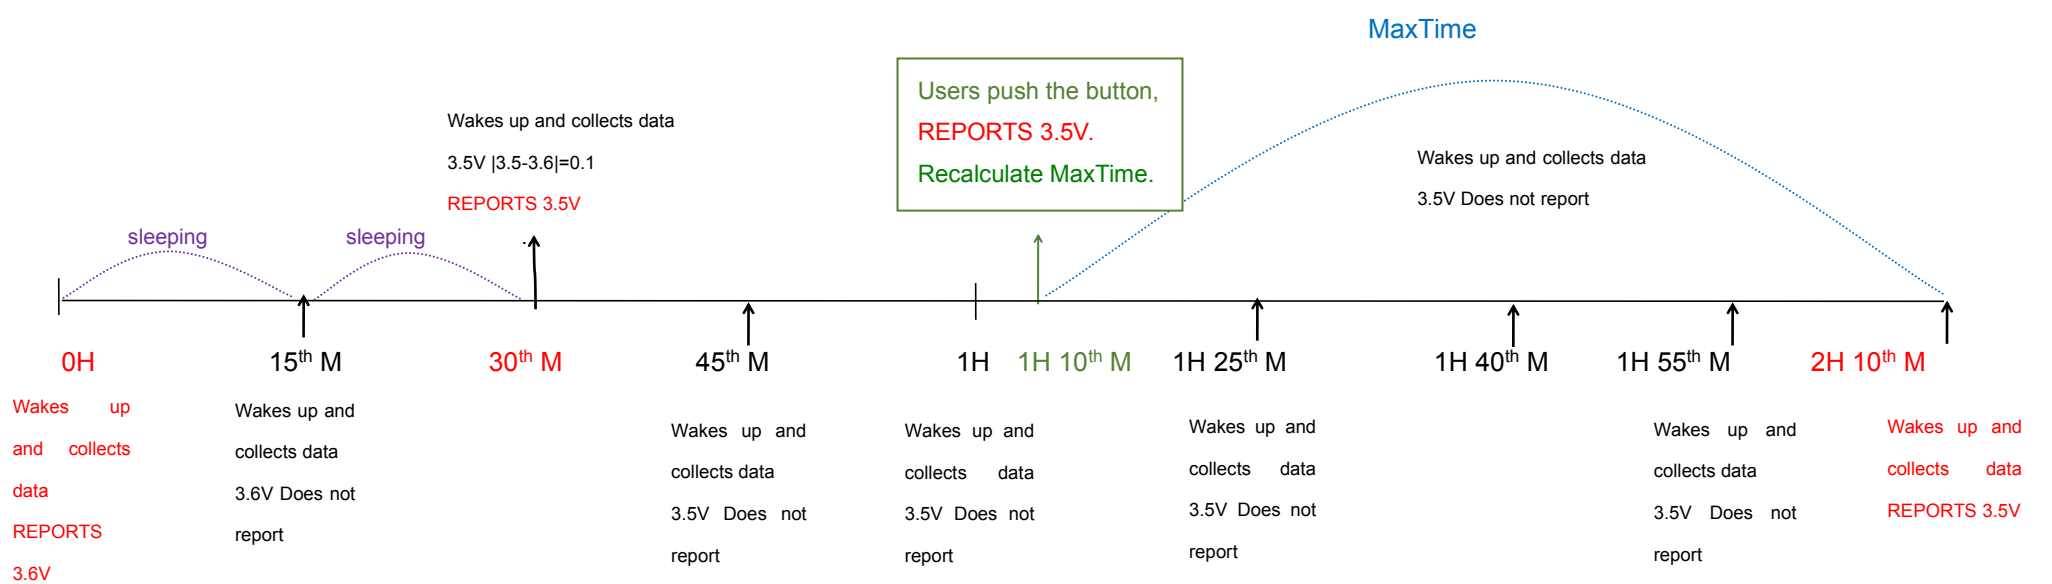 MaxTime
Users push the button,
REPORTS 3.5V.
Recalculate MaxTime.
Wakes up and collects data
3.5V |3.5-3.6|=0.1
REPORTS 3.5V
Wakes up and collects data
3.5V Does not report
sleeping
sleeping
0H
15th M
30th M
45th M
1H
1H 10th M
1H 25th M
1H 40th M
1H 55th M
2H 10th M
Wakes up
and collects
data
REPORTS
3.6V
Wakes up and
collects data
3.6V Does not
report
Wakes up and
collects data
3.5V Does not
report
Wakes up and
collects data
3.5V Does not
report
Wakes up and
collects data
3.5V Does not
report
Wakes up and
collects data
3.5V Does not
report
Wakes up and
collects data
REPORTS 3.5V